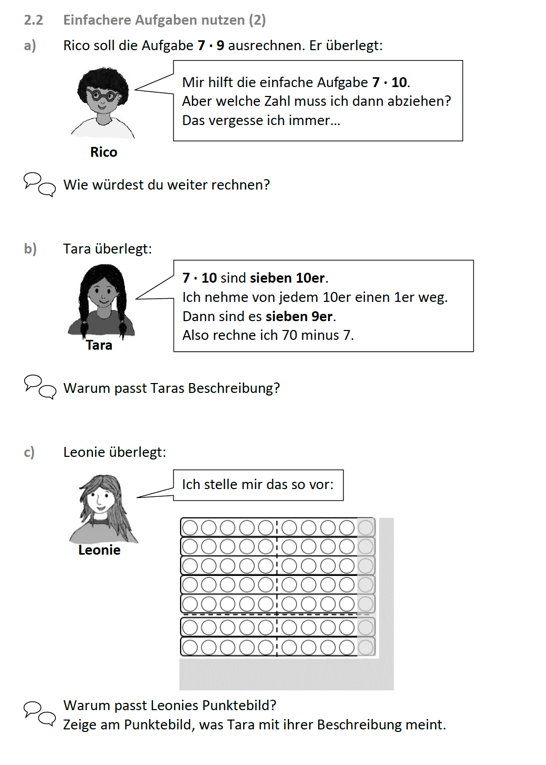 2.2 Einfachere Aufgaben nutzen (2)
a) Rico soll die Aufgabe 7 · 9 ausrechnen. Er überlegt:
Mir hilft die einfache Aufgabe 7 · 10.
Aber welche Zahl muss ich dann abziehen?
Das vergesse ich immer…
Rico
Wie würdest du weiter rechnen?
b) Tara überlegt:
7 · 10 sind sieben 10er.
Ich nehme von jedem 10er einen 1er weg.
Dann sind es sieben 9er.
Also rechne ich 70 minus 7.
Tara
Warum passt Taras Beschreibung?
c) Leonie überlegt:
Ich stelle mir das so vor:
Leonie
Warum passt Leonies Punktebild?
Zeige am Punktebild, was Tara mit ihrer Beschreibung meint.